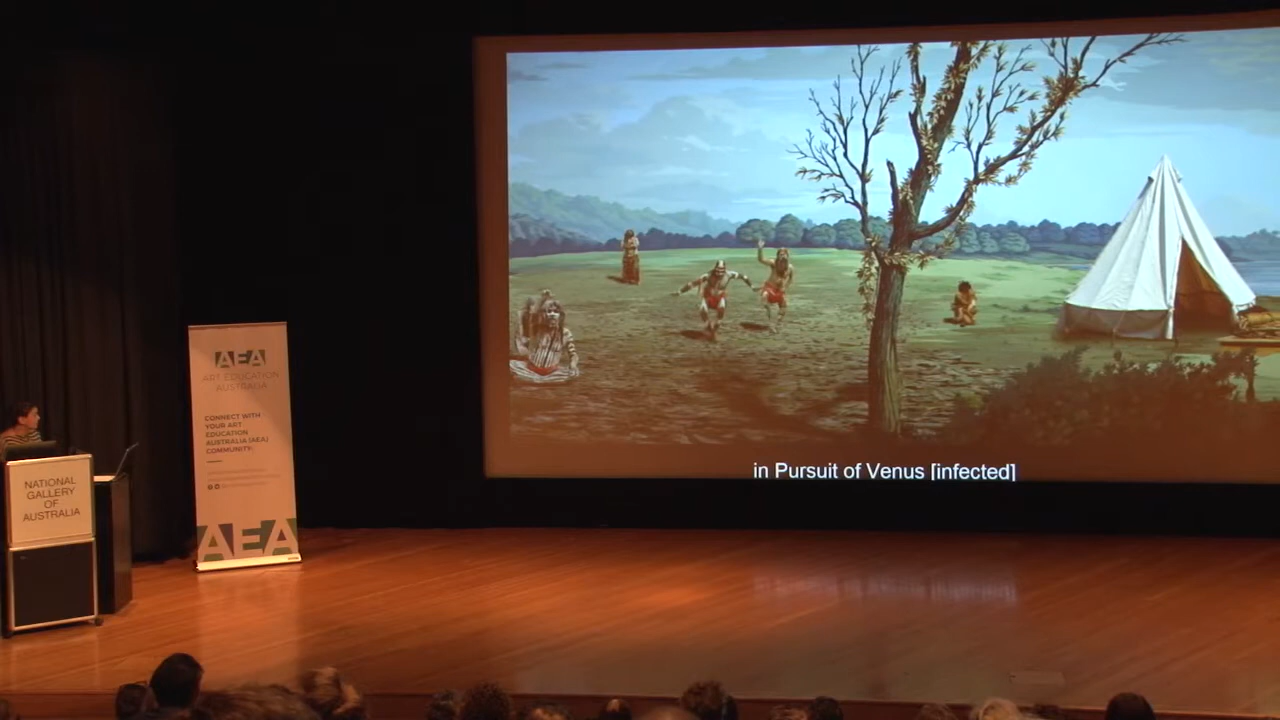 AEA
ART EDUCATION
AUSTRALIA
CONNECT WITH
YOUR ART
EDUCATION
AUSTRALIA (AEA)
COMMUNITY:
AEA
NATIONAL
GALLERY
OF
AUSTRALIA
in Pursuit of Venus [infected]